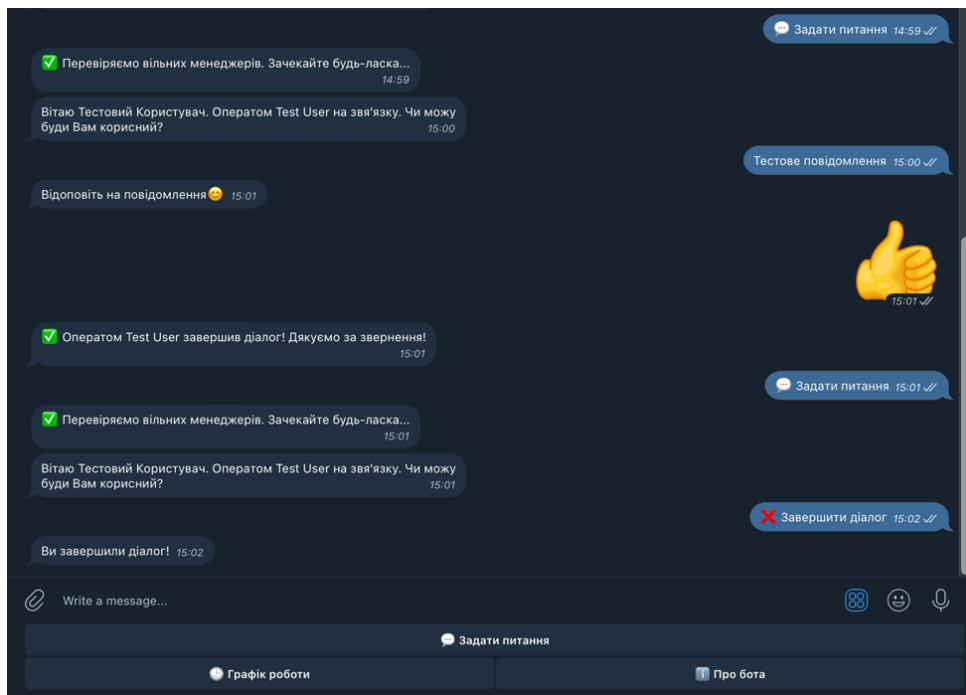 💬 Задати питання 14:59
✅ Перевіряємо вільних менеджерів. Зачекайте будь-ласка...
14:59
Вітаю Тестовий Користувач. Оператом Test User на звя'язку. Чи можу
буди Вам корисний? 15:00
Тестове повідомлення 15:00
Відоповіть на повідомлення😊 15:01
15:01
✅ Оператом Test User завершив діалог! Дякуємо за звернення!
15:01
💬 Задати питання 15:01
✅ Перевіряємо вільних менеджерів. Зачекайте будь-ласка...
15:01
Вітаю Тестовий Користувач. Оператом Test User на звя'язку. Чи можу
буди Вам корисний? 15:01
❌ Завершити діалог 15:02
Ви завершили діалог! 15:02
Write a message...
💬 Задати питання
🕑 Графік роботи
ℹ️ Про бота